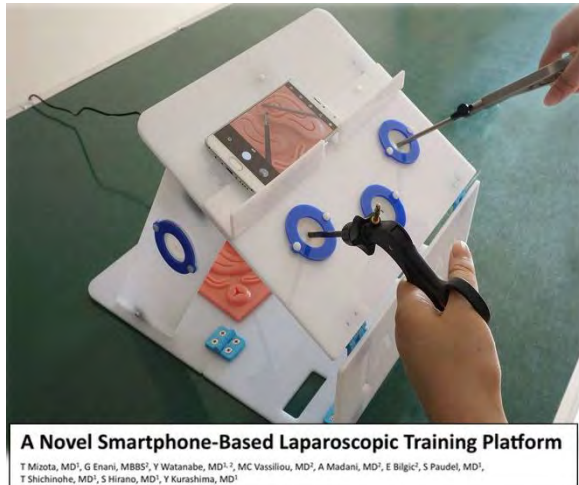 A Novel Smartphone-Based Laparoscopic Training Platform
T Mizota, MD¹, G Enani, MBBS², Y Watanabe, MD¹˒ ², MC Vassiliou, MD², A Madani, MD², E Bilgic², S Paudel, MD¹,
T Shichinohe, MD¹, S Hirano, MD¹, Y Kurashima, MD¹